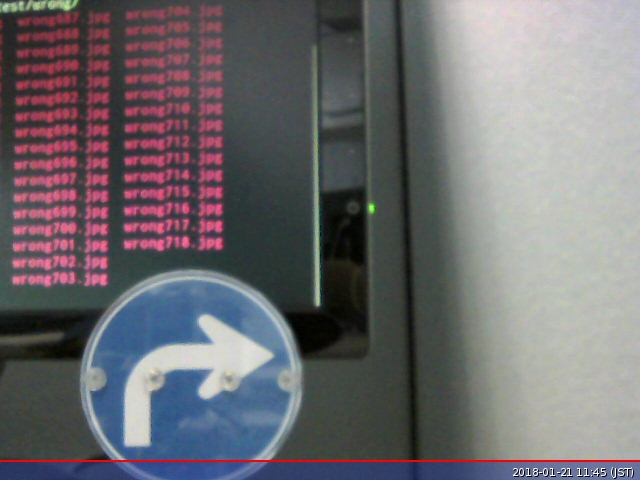 test/wrong/
wrong687.jpg wrong704.jpg
wrong688.jpg wrong705.jpg
wrong689.jpg wrong706.jpg
wrong690.jpg wrong707.jpg
wrong691.jpg wrong708.jpg
wrong692.jpg wrong709.jpg
wrong693.jpg wrong710.jpg
wrong694.jpg wrong711.jpg
wrong695.jpg wrong712.jpg
wrong696.jpg wrong713.jpg
wrong697.jpg wrong714.jpg
wrong698.jpg wrong715.jpg
wrong699.jpg wrong716.jpg
wrong700.jpg wrong717.jpg
wrong701.jpg wrong718.jpg
wrong702.jpg
wrong703.jpg
2018-01-21 11:45 (JST)